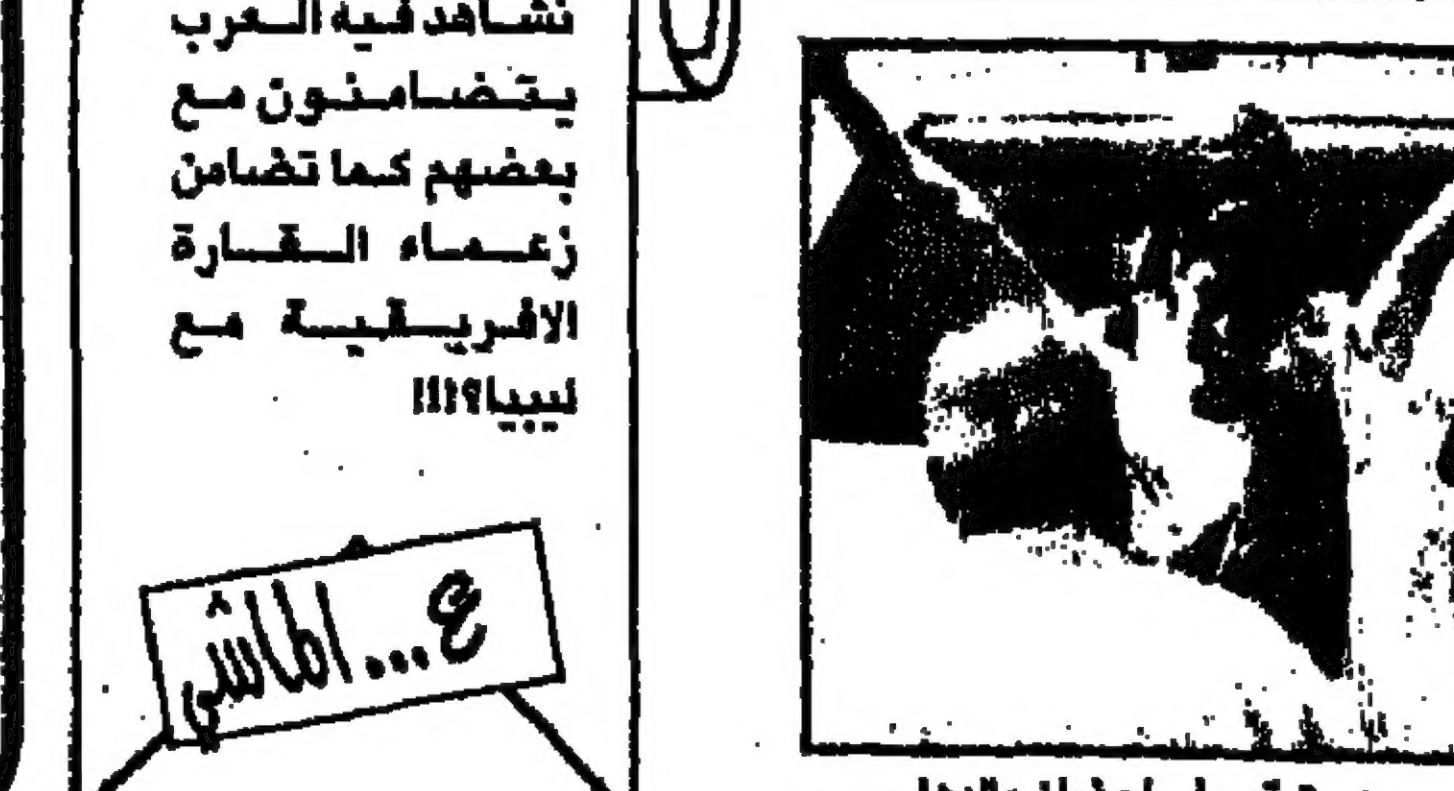 نشاهد فيه العرب
يتضامنون مع
بعضهم كما تضامن
زعماء القارة
الافريقية مع
ليبيا؟!!!
ع...الماشي